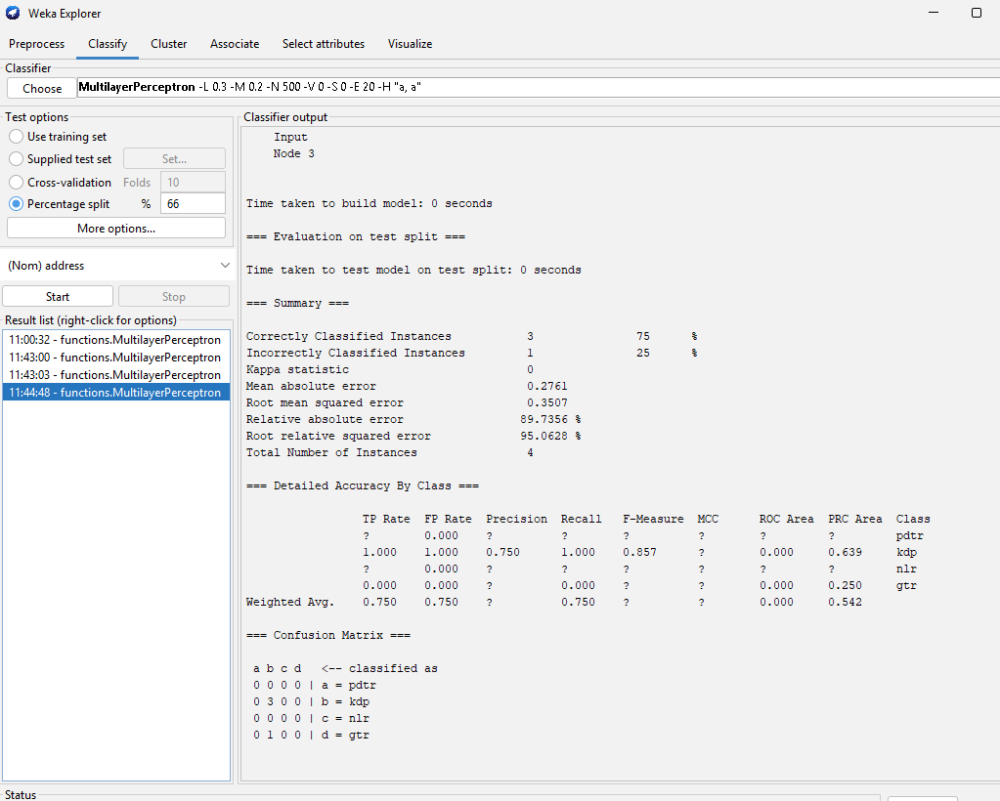 Weka Explorer
Preprocess Classify Cluster Associate Select attributes Visualize
Classifier
Choose MultilayerPerceptron -L 0.3 -M 0.2 -N 500 -V 0 -S 0 -E 20 -H "a, a"
Test options
Use training set
Supplied test set Set...
Cross-validation Folds 10
Percentage split % 66
More options...
(Nom) address
Start Stop
Result list (right-click for options)
11:00:32 - functions.MultilayerPerceptron
11:43:00 - functions.MultilayerPerceptron
11:43:03 - functions.MultilayerPerceptron
11:44:48 - functions.MultilayerPerceptron
Classifier output
Input
Node 3
Time taken to build model: 0 seconds
=== Evaluation on test split ===
Time taken to test model on test split: 0 seconds
=== Summary ===
Correctly Classified Instances 3 75 %
Incorrectly Classified Instances 1 25 %
Kappa statistic 0
Mean absolute error 0.2761
Root mean squared error 0.3507
Relative absolute error 89.7356 %
Root relative squared error 95.0628 %
Total Number of Instances 4
=== Detailed Accuracy By Class ===
TP Rate FP Rate Precision Recall F-Measure MCC ROC Area PRC Area Class
? 0.000 ? ? ? ? ? ? pdtr
1.000 1.000 0.750 1.000 0.857 ? 0.000 0.639 kdp
? 0.000 ? ? ? ? ? ? nlr
0.000 0.000 ? 0.000 ? ? 0.000 0.250 gtr
Weighted Avg. 0.750 0.750 ? 0.750 ? ? 0.000 0.542
=== Confusion Matrix ===
a b c d <-- classified as
0 0 0 0 | a = pdtr
0 3 0 0 | b = kdp
0 0 0 0 | c = nlr
0 1 0 0 | d = gtr
Status